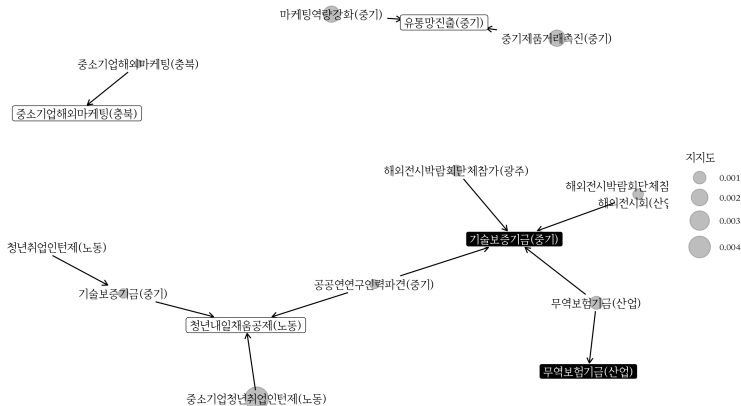 마케팅역량강화(중기)
유통망진출(중기)
중기제품거래촉진(중기)
중소기업해외마케팅(충북)
중소기업해외마케팅(충북)
지지도
해외전시박람회단체참가(광주)
0.001
해외전시박람회단체참
0.002
해외전시회(산업
0.003
기술보증기금(중기)
0.004
청년취업인턴제(노동)
공공연연구인력파견(중기)
기술보증기금(중기)
무역보험기금(산업)
청년내일채움공제(노동)
무역보험기금(산업)
중소기업청년취업인턴제(노동)